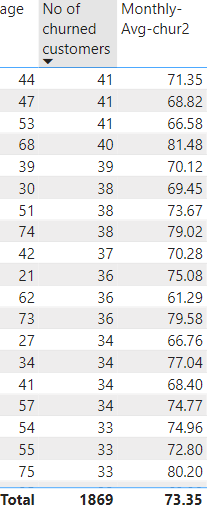 age No of churned customers Monthly-Avg-chur2
44 41 71.35
47 41 68.82
53 41 66.58
68 40 81.48
39 39 70.12
30 38 69.45
51 38 73.67
74 38 79.02
42 37 70.28
21 36 75.08
62 36 61.29
73 36 79.58
27 34 66.76
34 34 77.04
41 34 68.40
57 34 74.77
54 33 74.96
55 33 72.80
75 33 80.20
Total 1869 73.35